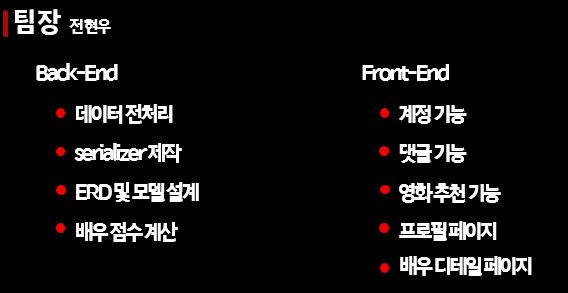 팀장 전현우
Back-End
데이터 전처리
serializer 제작
ERD 및 모델 설계
배우 점수 계산
Front-End
계정 기능
댓글 기능
영화 추천 기능
프로필 페이지
배우 디테일 페이지